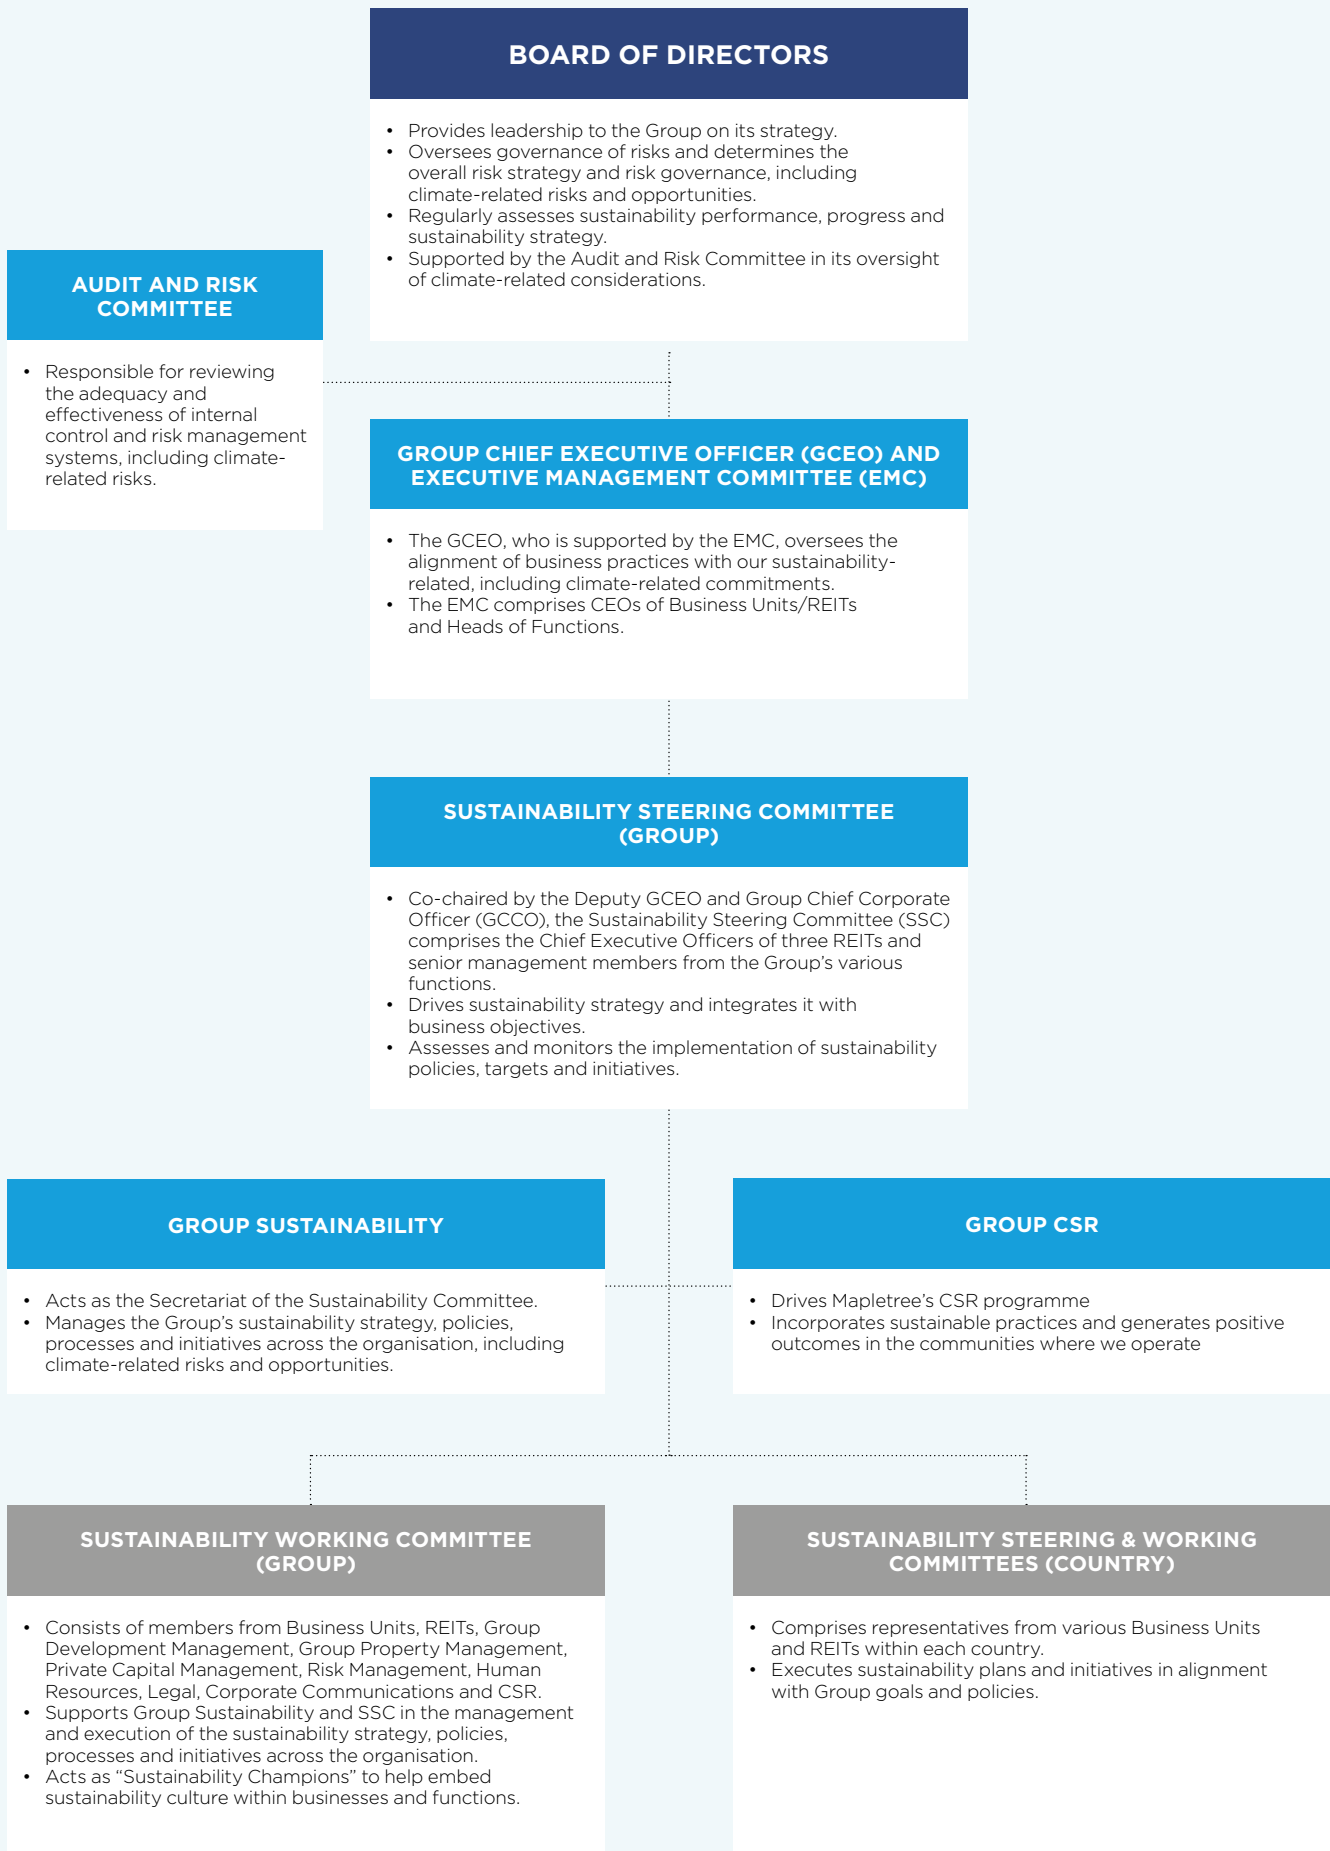 BOARD OF DIRECTORS
• Provides leadership to the Group on its strategy.
• Oversees governance of risks and determines the
overall risk strategy and risk governance, including
climate-related risks and opportunities.
• Regularly assesses sustainability performance, progress and
sustainability strategy.
• Supported by the Audit and Risk Committee in its oversight
of climate-related considerations.
AUDIT AND RISK
COMMITTEE
• Responsible for reviewing
the adequacy and
effectiveness of internal
control and risk management
systems, including climate-
related risks.
GROUP CHIEF EXECUTIVE OFFICER (GCEO) AND
EXECUTIVE MANAGEMENT COMMITTEE (EMC)
• The GCEO, who is supported by the EMC, oversees the
alignment of business practices with our sustainability-
related, including climate-related commitments.
• The EMC comprises CEOs of Business Units/REITs
and Heads of Functions.
SUSTAINABILITY STEERING COMMITTEE
(GROUP)
• Co-chaired by the Deputy GCEO and Group Chief Corporate
Officer (GCCO), the Sustainability Steering Committee (SSC)
comprises the Chief Executive Officers of three REITs and
senior management members from the Group's various
functions.
• Drives sustainability strategy and integrates it with
business objectives.
• Assesses and monitors the implementation of sustainability
policies, targets and initiatives.
GROUP SUSTAINABILITY
• Acts as the Secretariat of the Sustainability Committee.
• Manages the Group's sustainability strategy, policies,
processes and initiatives across the organisation, including
climate-related risks and opportunities.
GROUP CSR
• Drives Mapletree's CSR programme
• Incorporates sustainable practices and generates positive
outcomes in the communities where we operate
SUSTAINABILITY WORKING COMMITTEE
(GROUP)
• Consists of members from Business Units, REITs, Group
Development Management, Group Property Management,
Private Capital Management, Risk Management, Human
Resources, Legal, Corporate Communications and CSR.
• Supports Group Sustainability and SSC in the management
and execution of the sustainability strategy, policies,
processes and initiatives across the organisation.
• Acts as “Sustainability Champions” to help embed
sustainability culture within businesses and functions.
SUSTAINABILITY STEERING & WORKING
COMMITTEES (COUNTRY)
• Comprises representatives from various Business Units
and REITs within each country.
• Executes sustainability plans and initiatives in alignment
with Group goals and policies.